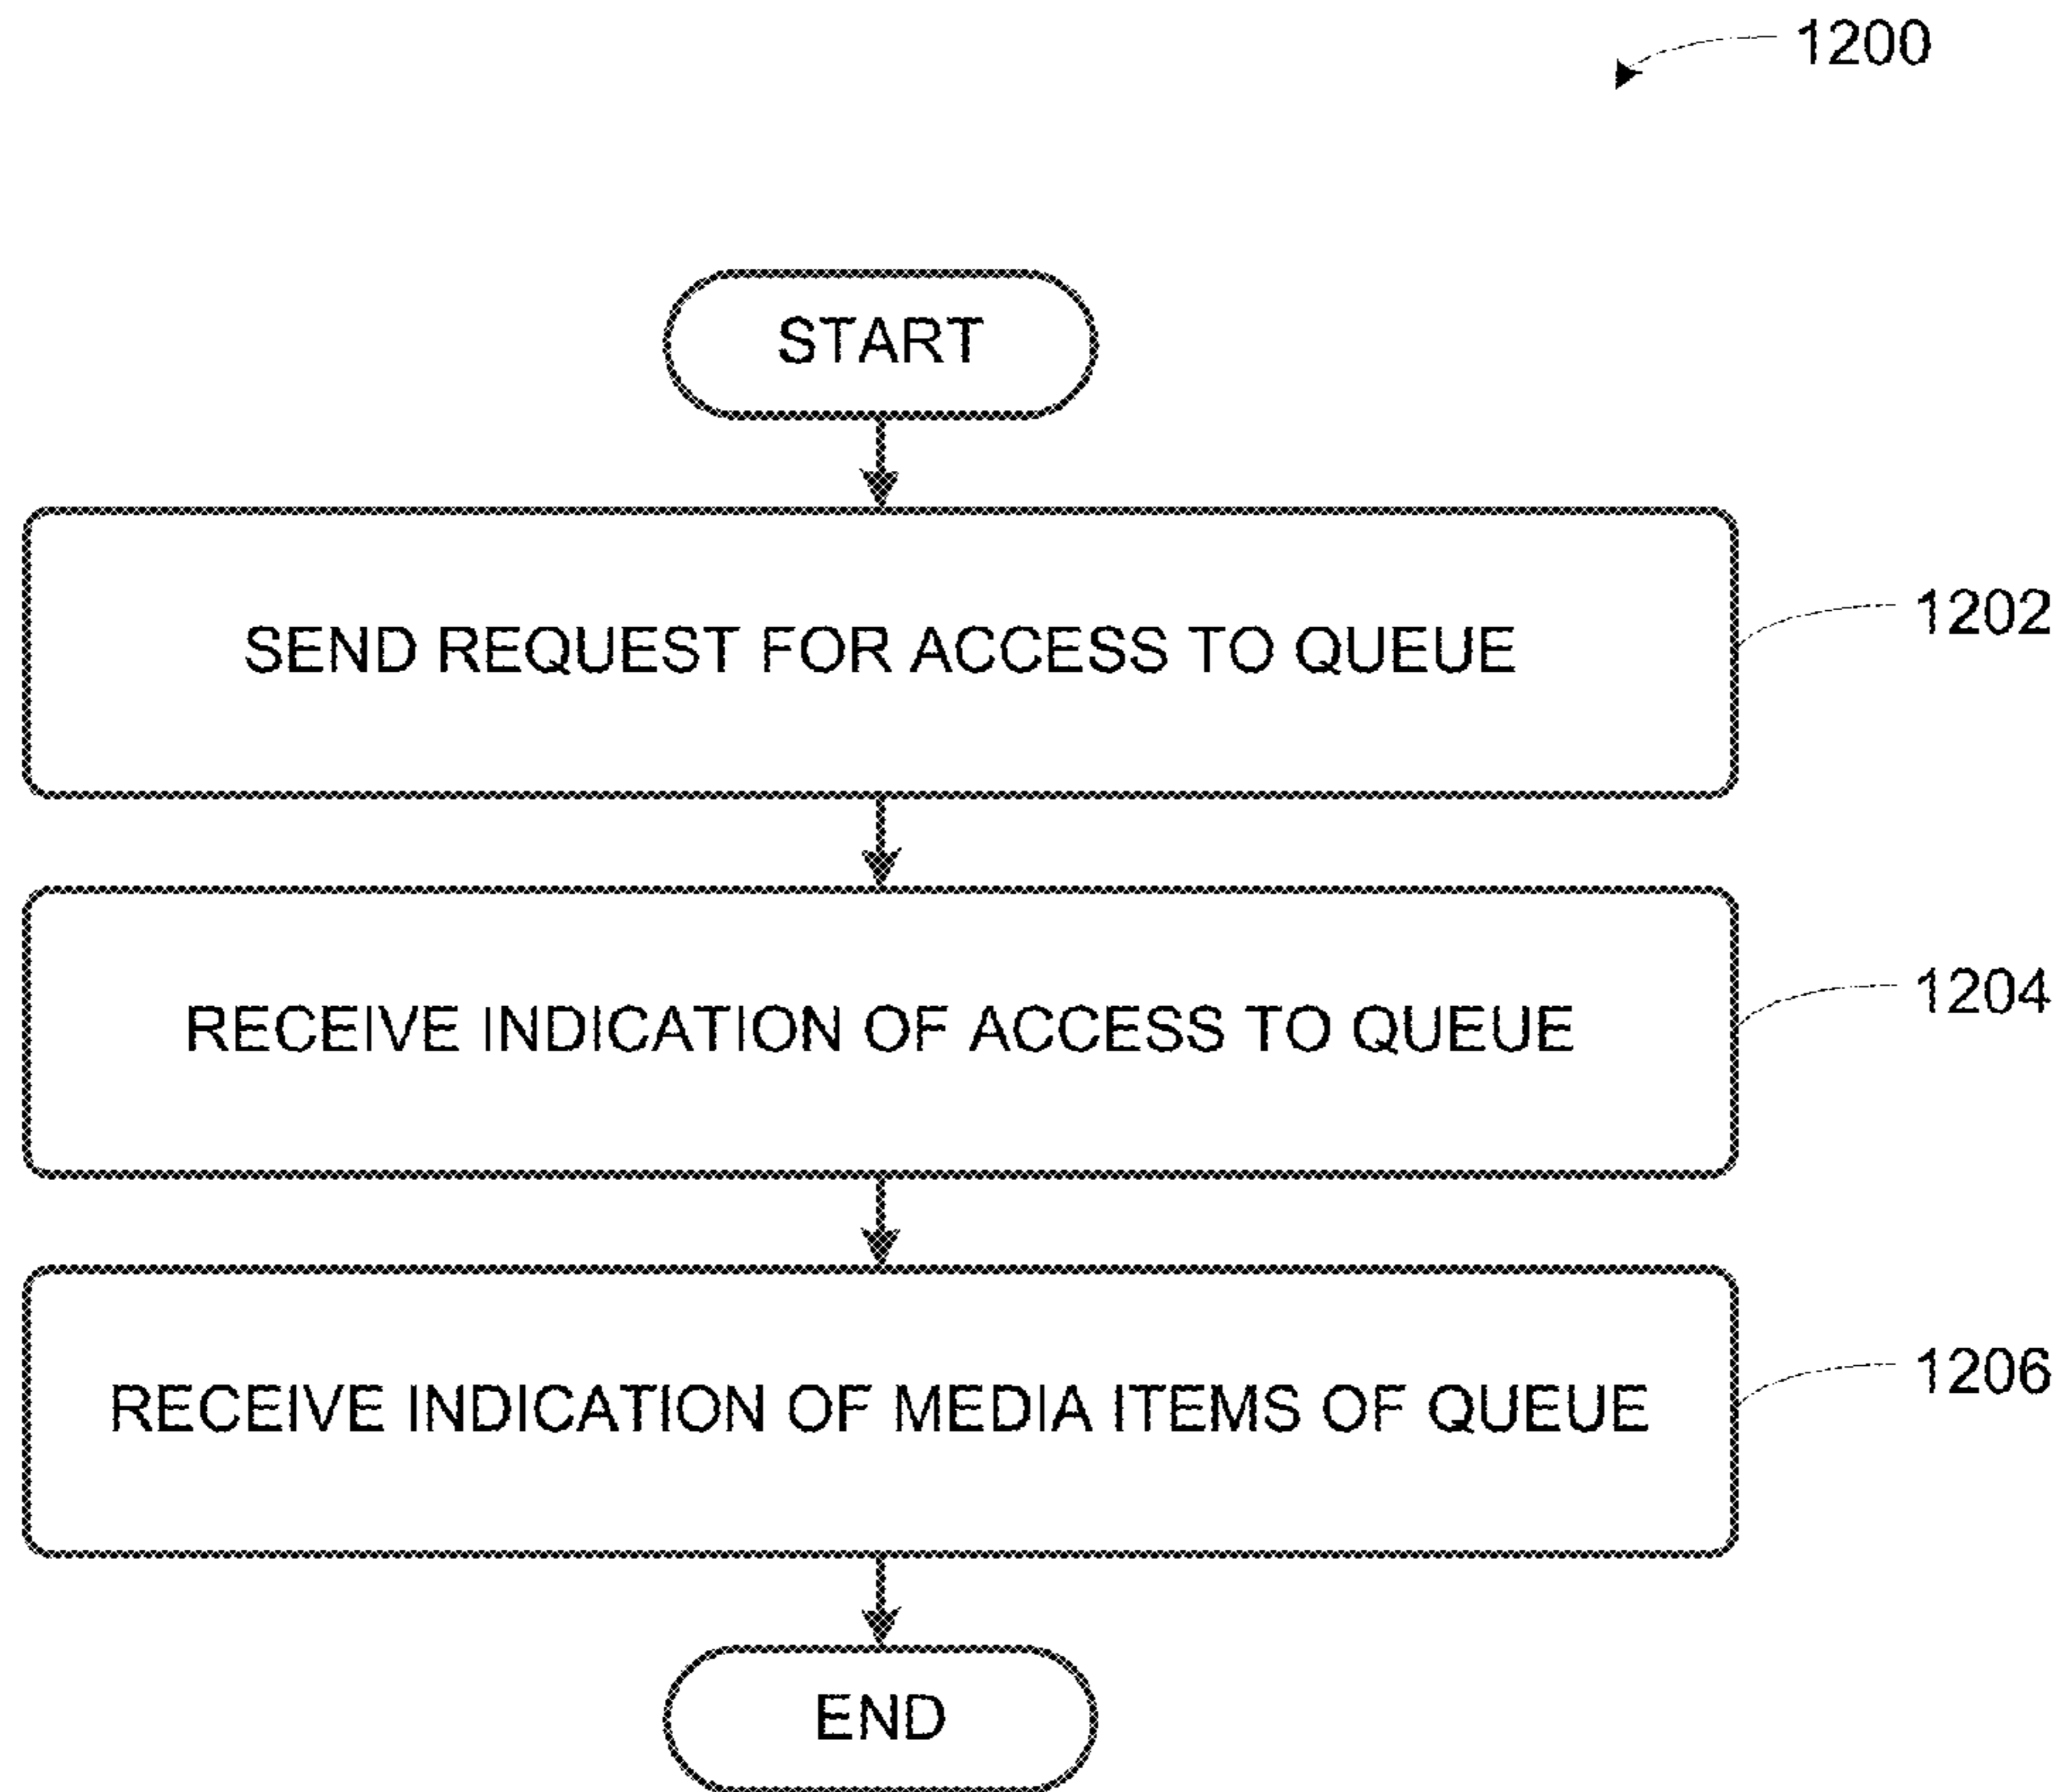 1200
START
SEND REQUEST FOR ACCESS TO QUEUE
1202
RECEIVE INDICATION OF ACCESS TO QUEUE
1204
RECEIVE INDICATION OF MEDIA ITEMS OF QUEUE
1206
END